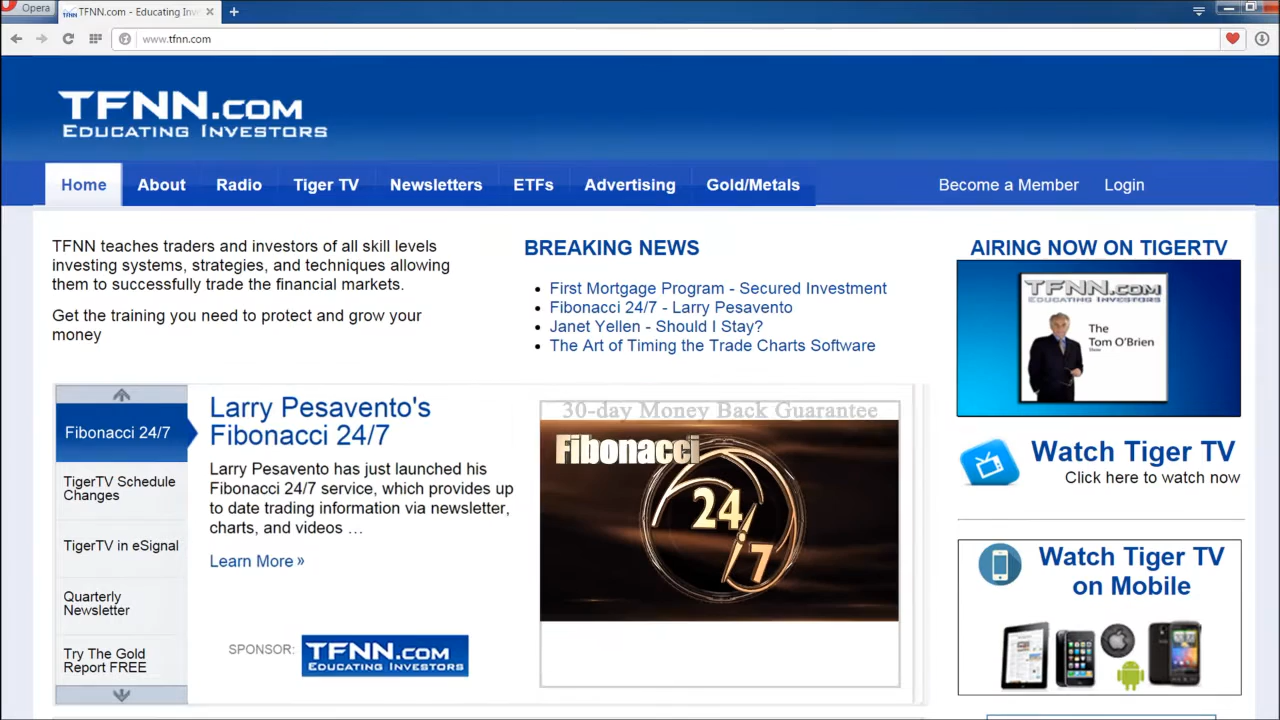 Opera
TFNN.com - Educating Inv
www.tfnn.com
TFNN.COM
EDUCATING INVESTORS
Home
About
Radio
Tiger TV
Newsletters
ETFs
Advertising
Gold/Metals
Become a Member
Login
TFNN teaches traders and investors of all skill levels
investing systems, strategies, and techniques allowing
them to successfully trade the financial markets.
Get the training you need to protect and grow your
money
BREAKING NEWS
First Mortgage Program - Secured Investment
Fibonacci 24/7 - Larry Pesavento
Janet Yellen - Should I Stay?
The Art of Timing the Trade Charts Software
AIRING NOW ON TIGERTV
TFNN.COM
EDUCATING INVESTORS
The
Tom O'Brien
Show
Watch Tiger TV
Click here to watch now
Watch Tiger TV
on Mobile
Fibonacci 24/7
TigerTV Schedule
Changes
TigerTV in eSignal
Quarterly
Newsletter
Try The Gold
Report FREE
Larry Pesavento's
Fibonacci 24/7
Larry Pesavento has just launched his
Fibonacci 24/7 service, which provides up
to date trading information via newsletter,
charts, and videos …
Learn More »
SPONSOR:
TFNN.COM
EDUCATING INVESTORS
30-day Money Back Guarantee
Fibonacci
24
7